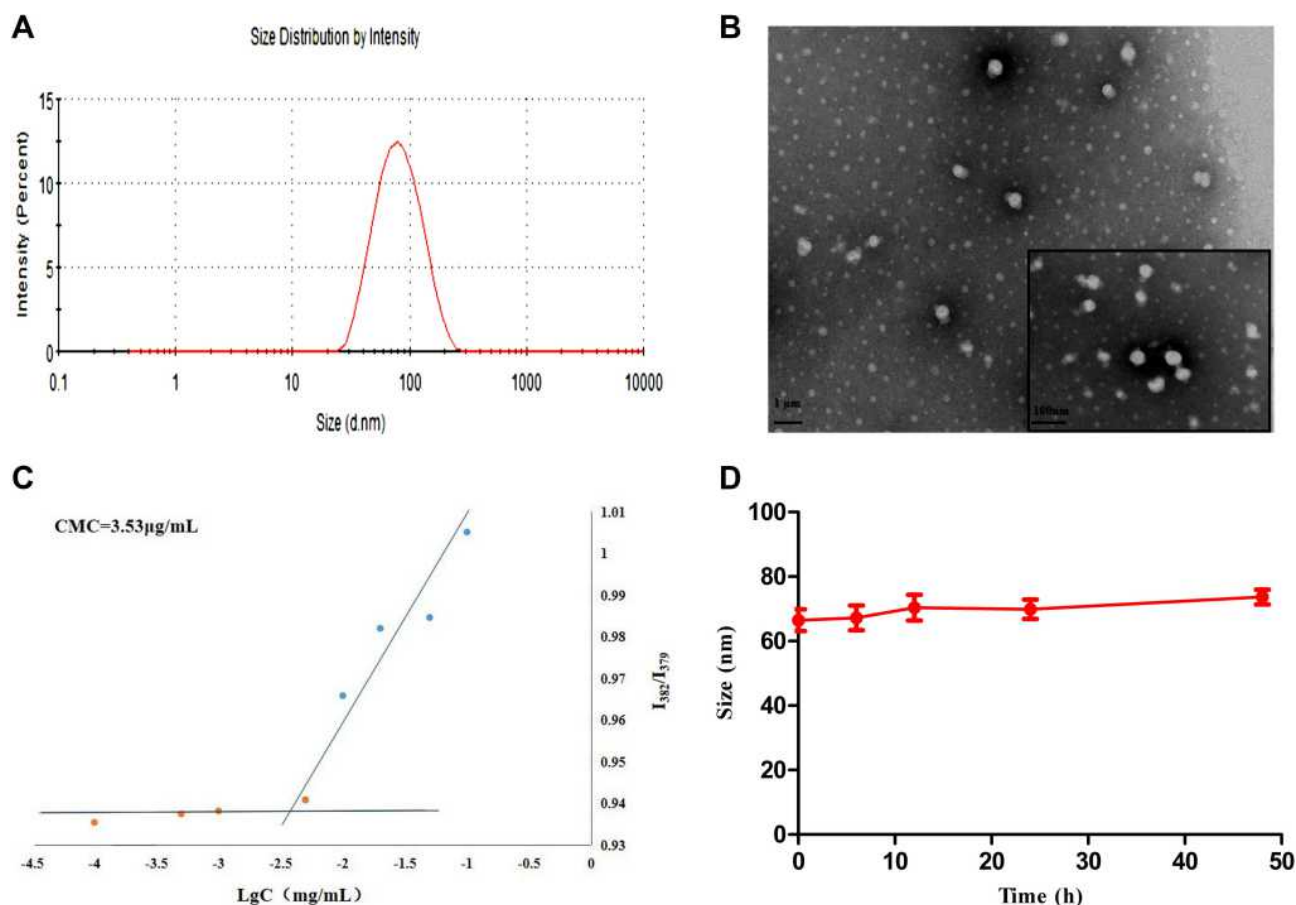 A
Size Distribution by Intensity
Intensity (Percent)
15
10
5
0
0.1 1 10 100 1000 10000
Size (d.nm)
B
1 μm
100nm
C
CMC=3.53μg/mL
1.01
1
0.99
0.98
0.97
0.96
0.95
0.94
0.93
I382/I379
-4.5 -4 -3.5 -3 -2.5 -2 -1.5 -1 -0.5 0
LgC（mg/mL）
D
Size (nm)
100
80
60
40
20
0
0 10 20 30 40 50
Time (h)